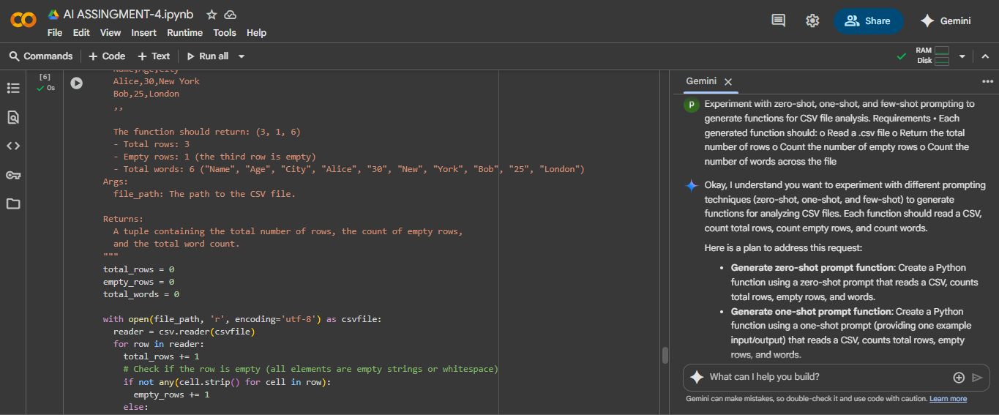 AI ASSINGMENT-4.ipynb
File Edit View Insert Runtime Tools Help
Share
Gemini
Commands + Code + Text Run all
RAM
Disk
[6]
0s
Name,Age,City
Alice,30,New York
Bob,25,London
,,
The function should return: (3, 1, 6)
- Total rows: 3
- Empty rows: 1 (the third row is empty)
- Total words: 6 ("Name", "Age", "City", "Alice", "30", "New", "York", "Bob", "25", "London")
Args:
file_path: The path to the CSV file.
Returns:
A tuple containing the total number of rows, the count of empty rows,
and the total word count.
"""
total_rows = 0
empty_rows = 0
total_words = 0
with open(file_path, 'r', encoding='utf-8') as csvfile:
reader = csv.reader(csvfile)
for row in reader:
total_rows += 1
# Check if the row is empty (all elements are empty strings or whitespace)
if not any(cell.strip() for cell in row):
empty_rows += 1
else:
Gemini
P
Experiment with zero-shot, one-shot, and few-shot prompting to
generate functions for CSV file analysis. Requirements • Each
generated function should: o Read a .csv file o Return the total
number of rows o Count the number of empty rows o Count the
number of words across the file
Okay, I understand you want to experiment with different prompting
techniques (zero-shot, one-shot, and few-shot) to generate
functions for analyzing CSV files. Each function should read a CSV,
count total rows, count empty rows, and count words.
Here is a plan to address this request:
• Generate zero-shot prompt function: Create a Python
function using a zero-shot prompt that reads a CSV, counts
total rows, empty rows, and words.
• Generate one-shot prompt function: Create a Python
function using a one-shot prompt (providing one example
input/output) that reads a CSV, counts total rows, empty
rows, and words.
What can I help you build?
Gemini can make mistakes, so double-check it and use code with caution. Learn more